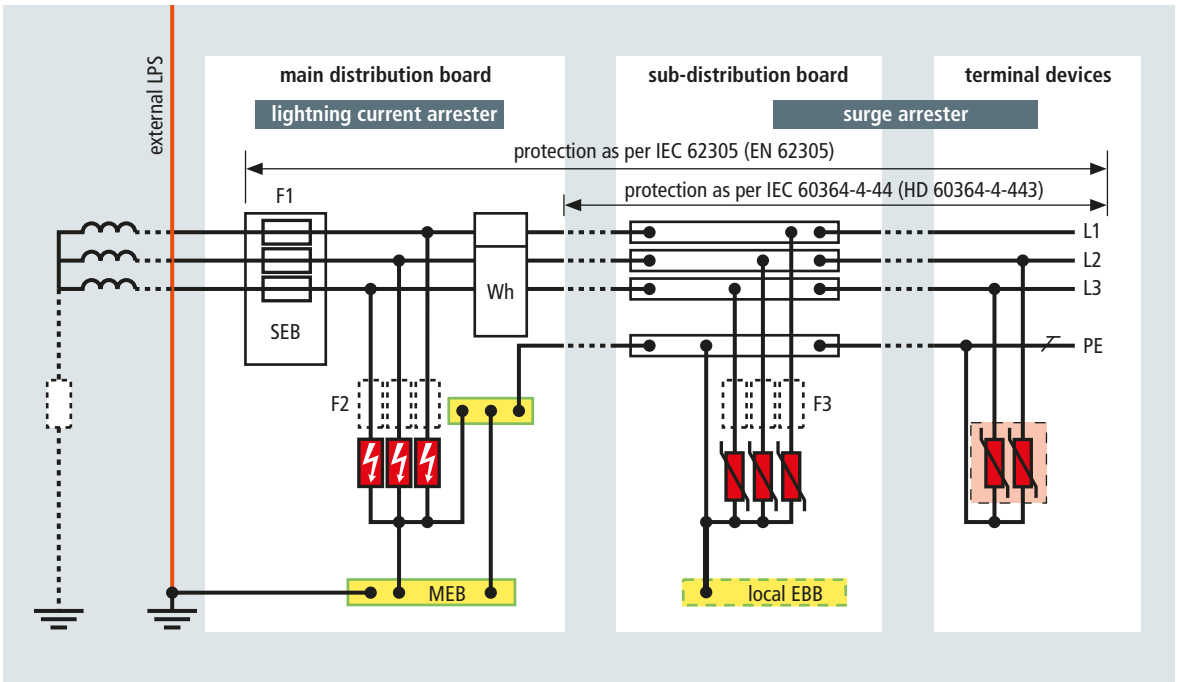 external LPS
main distribution board
sub-distribution board
terminal devices
lightning current arrester
surge arrester
protection as per IEC 62305 (EN 62305)
protection as per IEC 60364-4-44 (HD 60364-4-443)
F1
L1
L2
L3
Wh
SEB
PE
F2
F3
MEB
local EBB